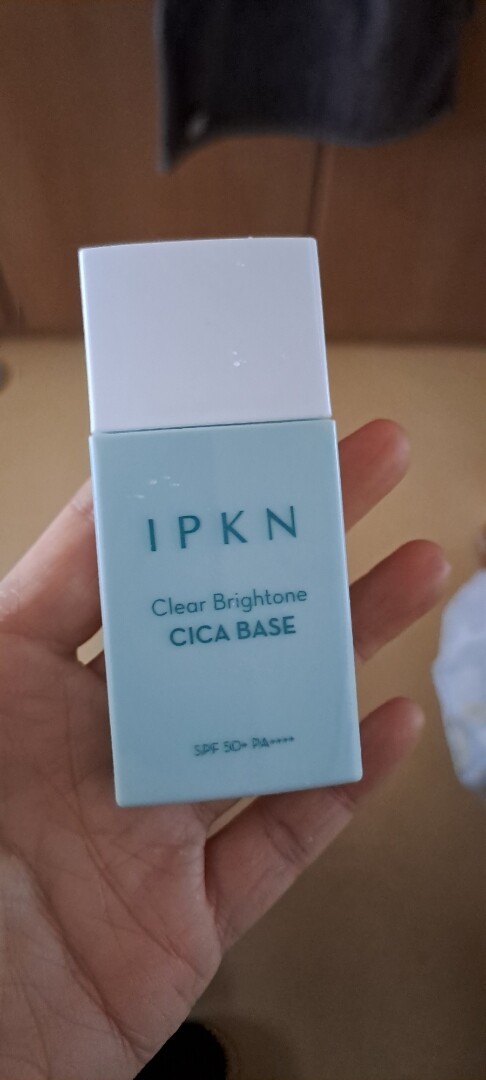 IPKN
Clear Brightone
CICA BASE
SPF 50+ PA++++